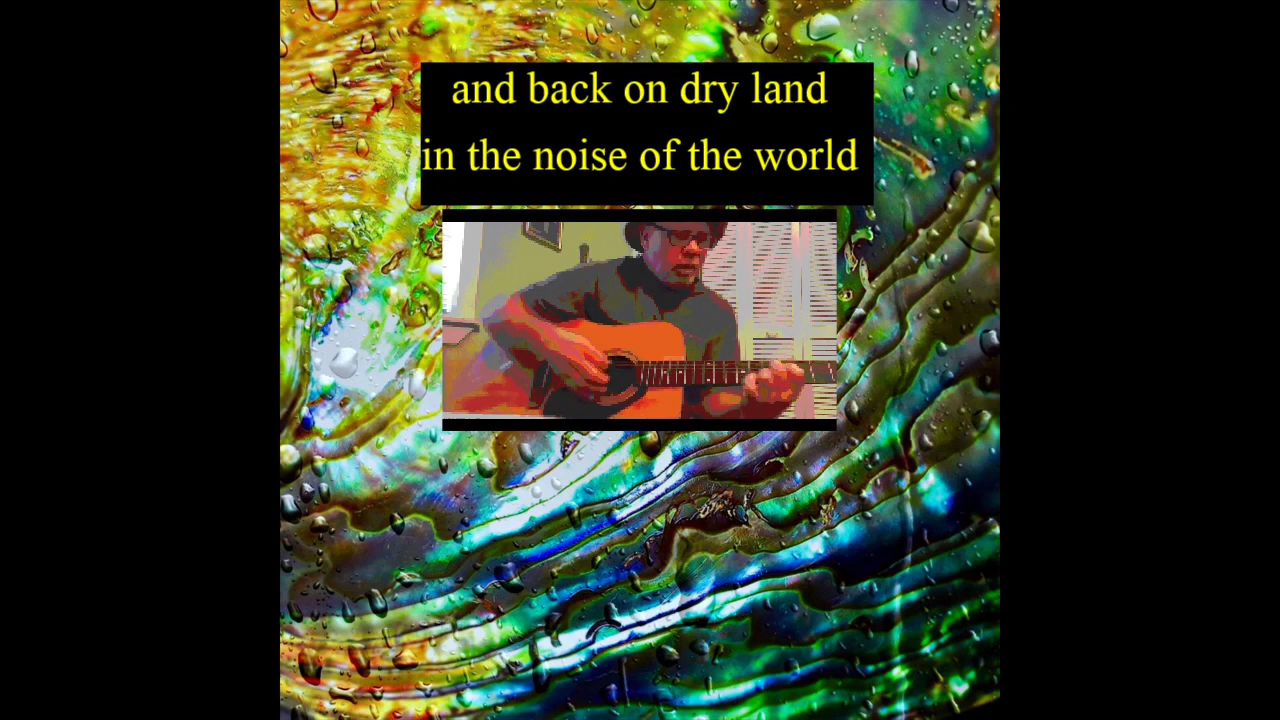 and back on dry land
in the noise of the world